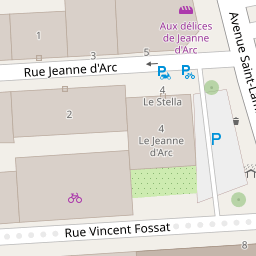 Aux délices
de Jeanne
d'Arc
1
3
5
Rue Jeanne d'Arc
4
Le Stella
2
4
Le Jeanne
d'Arc
P
Avenue Saint-La
Rue Vincent Fossat
8